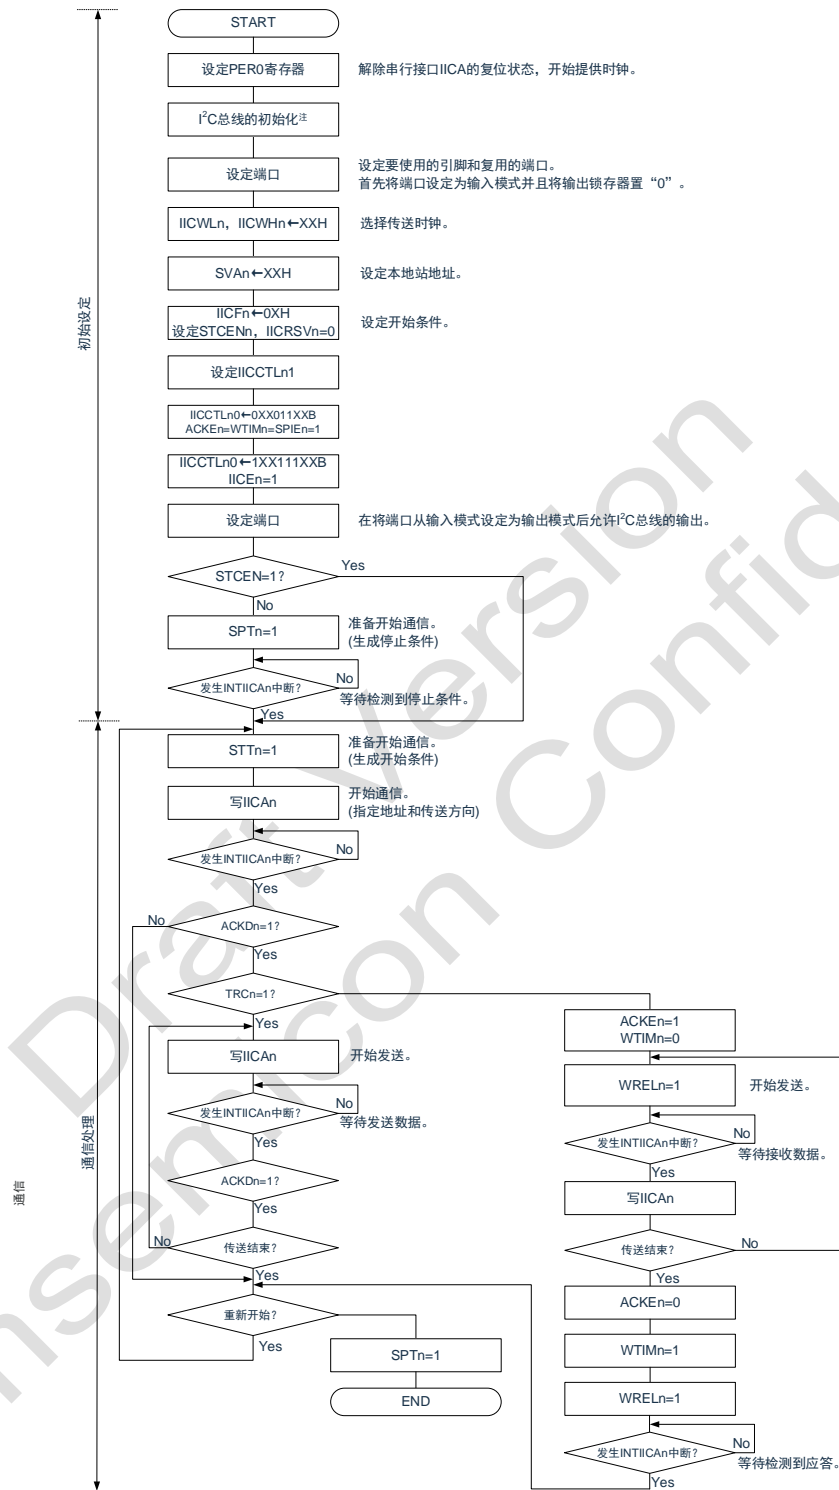 START
设定PER0寄存器
解除串行接口IICA的复位状态，开始提供时钟。
I²C总线的初始化注
设定端口
设定要使用的引脚和复用的端口。
首先将端口设定为输入模式并且将输出锁存器置“0”。
IICWLn，IICWHn←XXH
选择传送时钟。
SVAn←XXH
设定本地站地址。
IICFn←0XH
设定STCENn，IICRSVn=0
设定开始条件。
设定IICCTLn1
IICCTLn0←0XX011XXB
ACKEn=WTIMn=SPIEn=1
IICCTLn0←1XX111XXB
IICEn=1
设定端口
在将端口从输入模式设定为输出模式后允许I²C总线的输出。
STCEN=1?
Yes
No
SPTn=1
准备开始通信。
(生成停止条件)
发生INTIICAn中断?
No
等待检测到停止条件。
Yes
初始设定
STTn=1
准备开始通信。
(生成开始条件)
写IICAn
开始通信。
(指定地址和传送方向)
发生INTIICAn中断?
No
Yes
ACKDn=1?
No
Yes
TRCn=1?
Yes
写IICAn
开始发送。
发生INTIICAn中断?
No
等待发送数据。
Yes
ACKDn=1?
Yes
传送结束?
No
Yes
重新开始?
Yes
SPTn=1
END
ACKEn=1
WTIMn=0
WRELn=1
开始发送。
发生INTIICAn中断?
No
等待接收数据。
Yes
写IICAn
传送结束?
No
Yes
ACKEn=0
WTIMn=1
WRELn=1
发生INTIICAn中断?
No
等待检测到应答。
Yes
通信处理
通信
Draft Version
nsemicon Confid